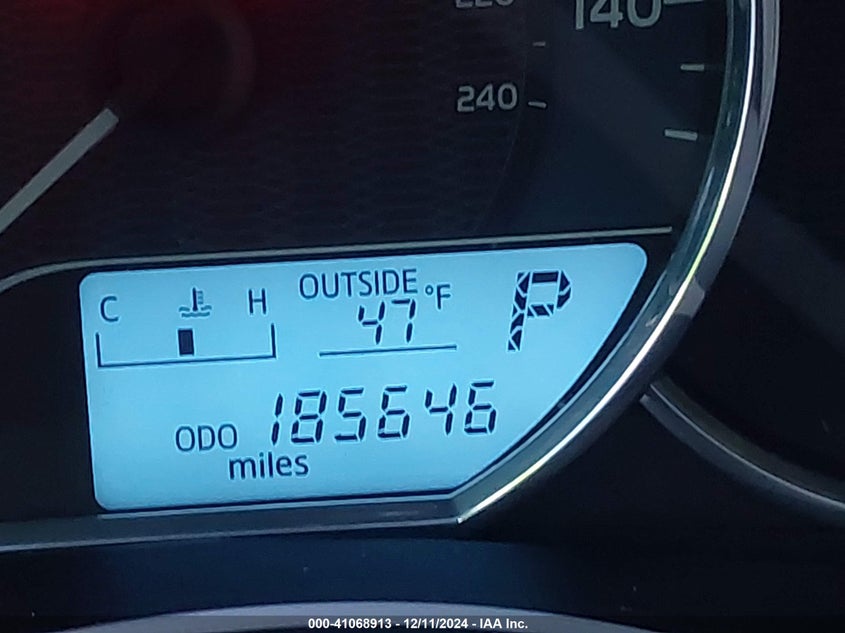 140
240
C H OUTSIDE °F P
47
ODO 185646
miles
000-41068913 - 12/11/2024 - IAA Inc.